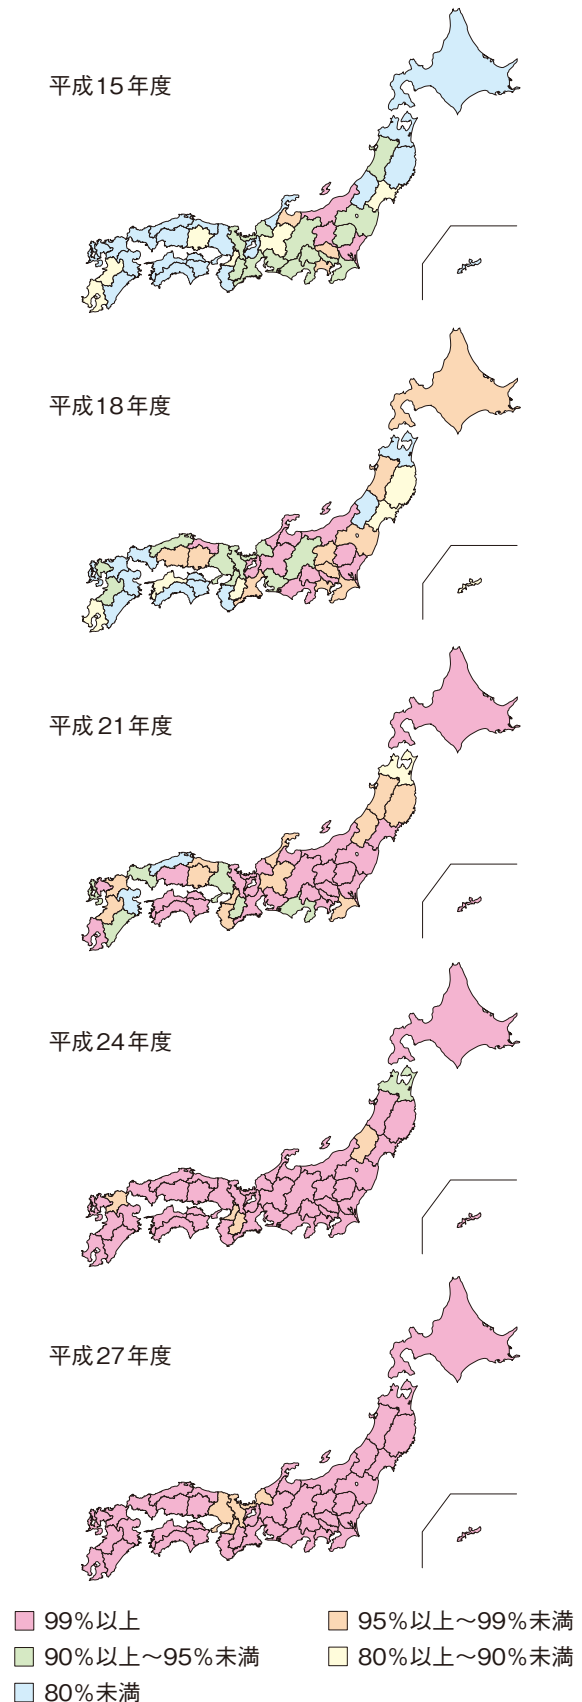 平成15年度
平成18年度
平成21年度
平成24年度
平成27年度
99%以上
95%以上～99%未満
90%以上～95%未満
80%以上～90%未満
80%未満